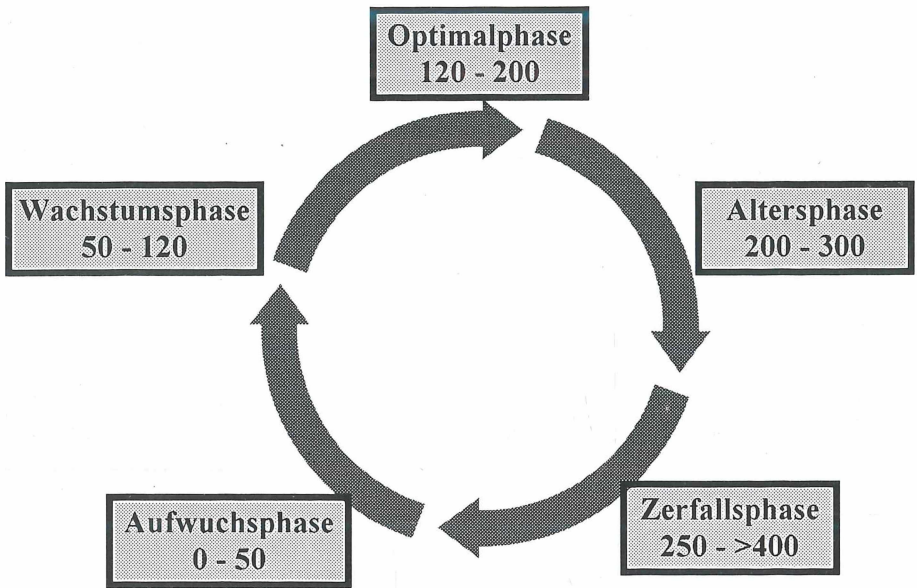 Optimalphase
120 - 200
Wachstumsphase
50 - 120
Altersphase
200 - 300
Aufwuchsphase
0 - 50
Zerfallsphase
250 - >400